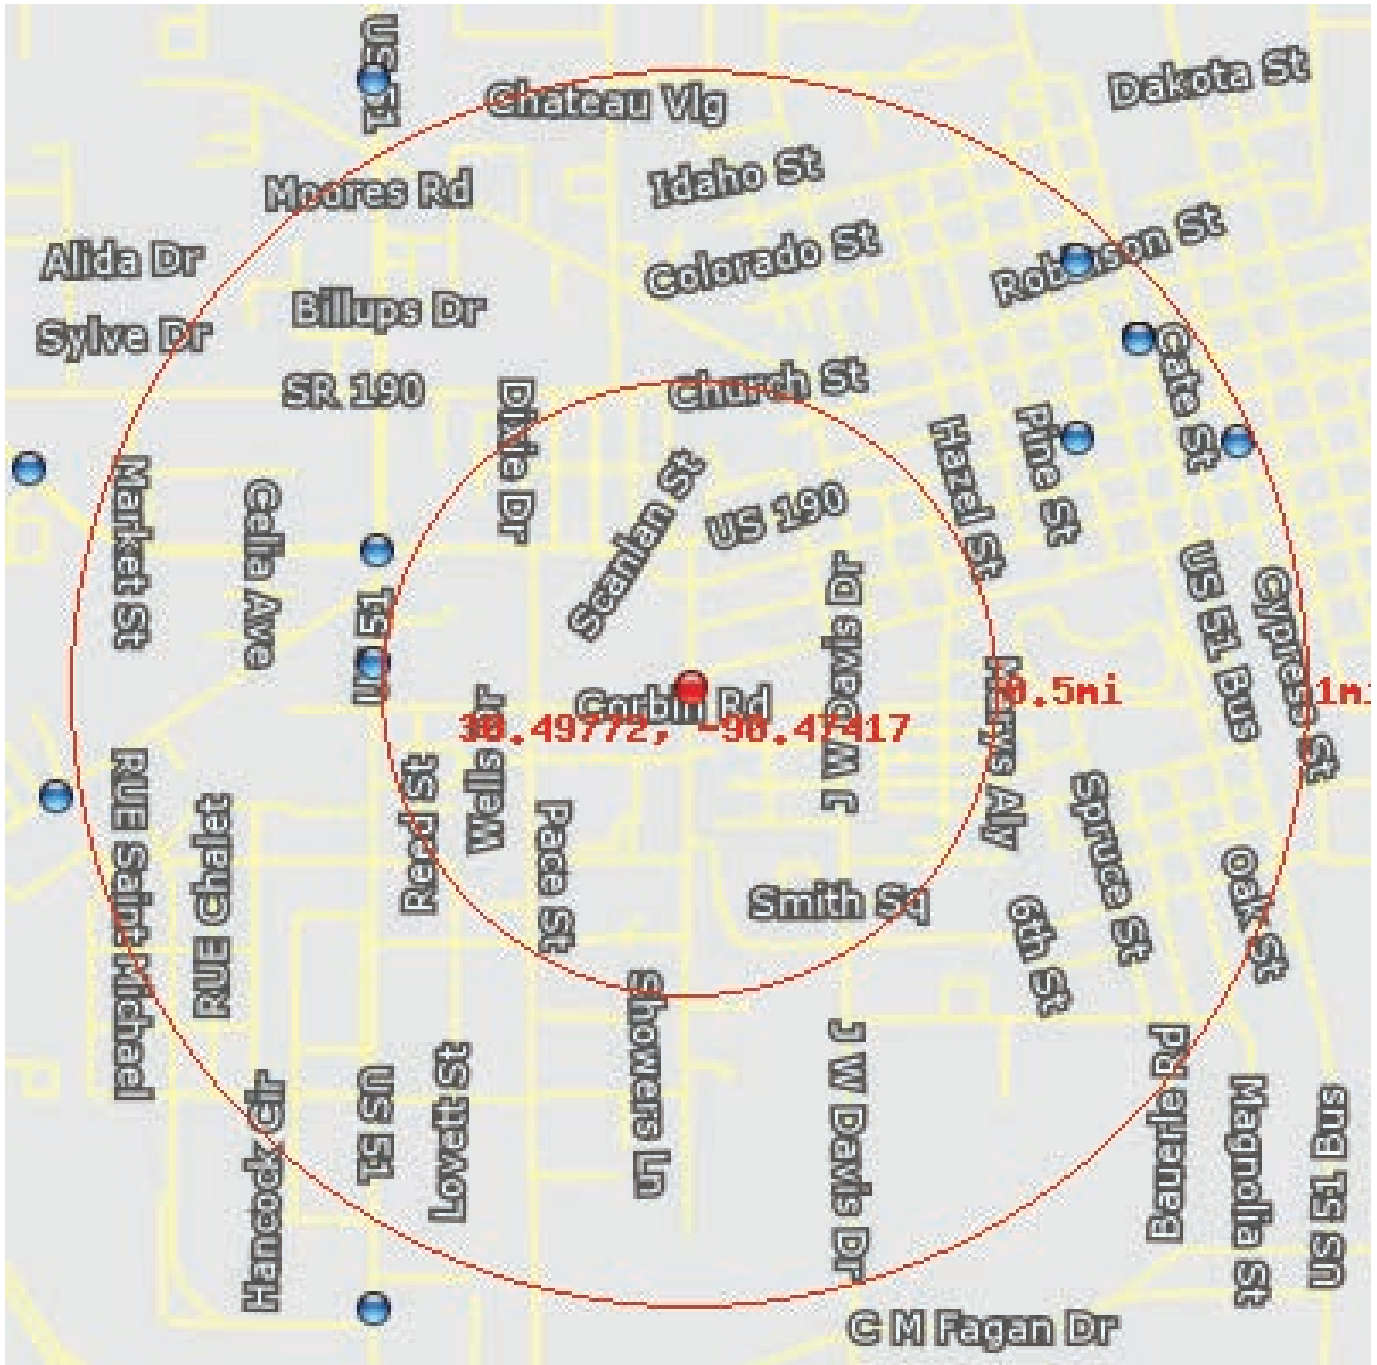 US 51
Chateau Vlg
Dakota St
Moores Rd
Idaho St
Alida Dr
Colorado St
Robinson St
Sylve Dr
Billups Dr
SR 190
Dixie Dr
Church St
Cate St
Market St
Celia Ave
Scanlan St
US 190
Hazel St
Pine St
US 51
J W Davis Dr
US 51 Bus
Cypress St
Corbin Rd
30.49772, -90.47417
0.5mi
1mi
Wells Dr
Reed St
Pace St
RUE Saint Michael
RUE Chalet
Smith Sq
Aly
6th St
Spruce St
Oak St
Showers Ln
J W Davis Dr
Hancock Cir
US 51
Lovett St
Bauerle Rd
Magnolia St
US 51 Bus
C M Fagan Dr